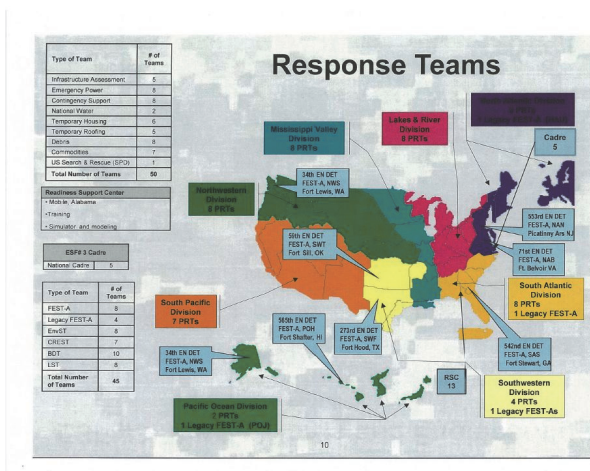 Response Teams
Type of Team # of Teams
Infrastructure Assessment 5
Emergency Power 8
Contingency Support 8
National Water 2
Temporary Housing 6
Temporary Roofing 5
Debris 8
Commodities 7
US Search & Rescue (SPD) 1
Total Number of Teams 50
Readiness Support Center
• Mobile, Alabama
•Training
• Simulator, and modeling
ESF# 3 Cadre
National Cadre 5
Type of Team # of Teams
FEST-A 8
Legacy FEST-A 4
EnvST 8
CREST 7
BDT 10
LST 8
Total Number of Teams 45
Mississippi Valley
Division
8 PRTs
Lakes & River
Division
8 PRTs
1 Legacy FEST-A
Cadre
5
Northwestern
Division
8 PRTs
34th EN DET
FEST-A, NWS
Fort Lewis, WA
50th EN DET
FEST-A, SWT
Fort. Sill, OK
553rd EN DET
FEST-A, NAN
Picatinny Ars NJ
71st EN DET
FEST-A, NAB
Ft. Belvoir VA
South Atlantic
Division
8 PRTs
1 Legacy FEST-A
South Pacific
Division
7 PRTs
565th EN DET
FEST-A, POH
Fort Shafter, HI
273rd EN DET
FEST-A, SWF
Fort Hood, TX
542nd EN DET
FEST-A, SAS
Fort Stewart, GA
34th EN DET
FEST-A, NWS
Fort Lewis, WA
RSC
13
Southwestern
Division
4 PRTs
1 Legacy FEST-As
Pacific Ocean Division
2 PRTs
1 Legacy FEST-A (POJ)
10